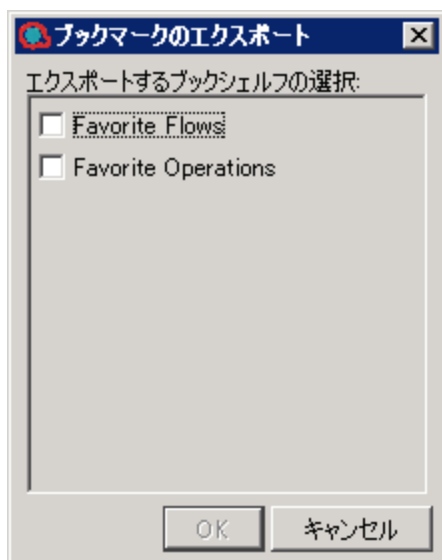 ブックマークのエクスポート
エクスポートするブックシェルフの選択:
Favorite Flows
Favorite Operations
OK
キャンセル